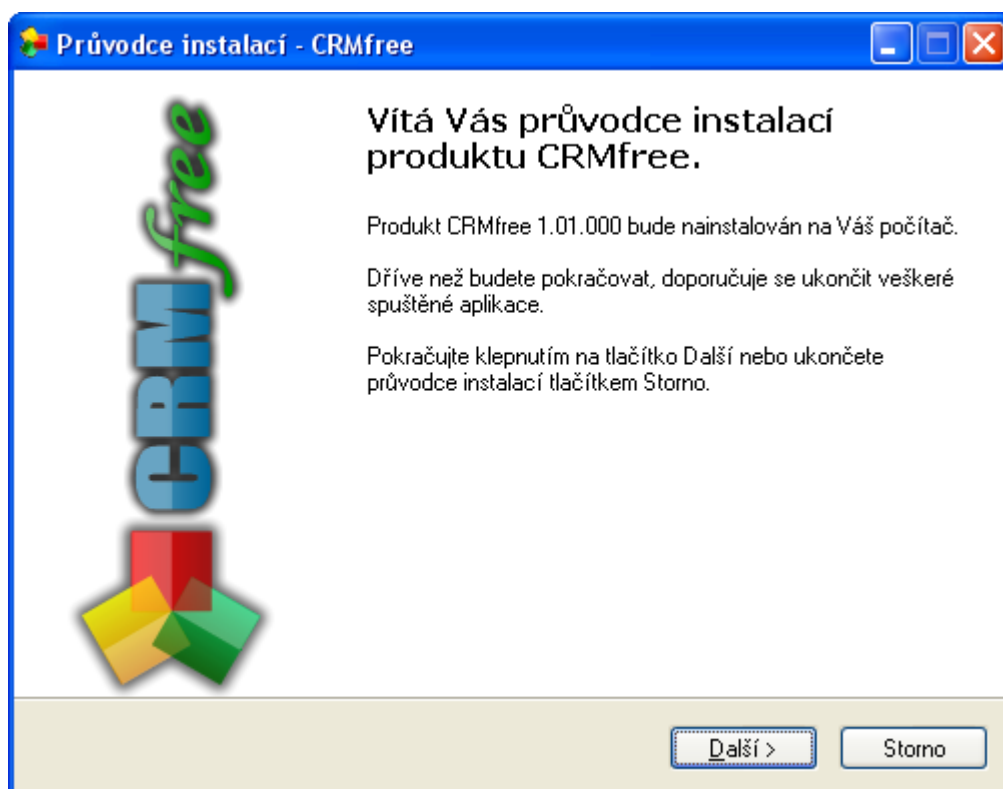 Průvodce instalací - CRMfree
CRMfree
Vítá Vás průvodce instalací
produktu CRMfree.
Produkt CRMfree 1.01.000 bude nainstalován na Váš počítač.
Dříve než budete pokračovat, doporučuje se ukončit veškeré
spuštěné aplikace.
Pokračujte klepnutím na tlačítko Další nebo ukončete
průvodce instalací tlačítkem Storno.
Další >
Storno